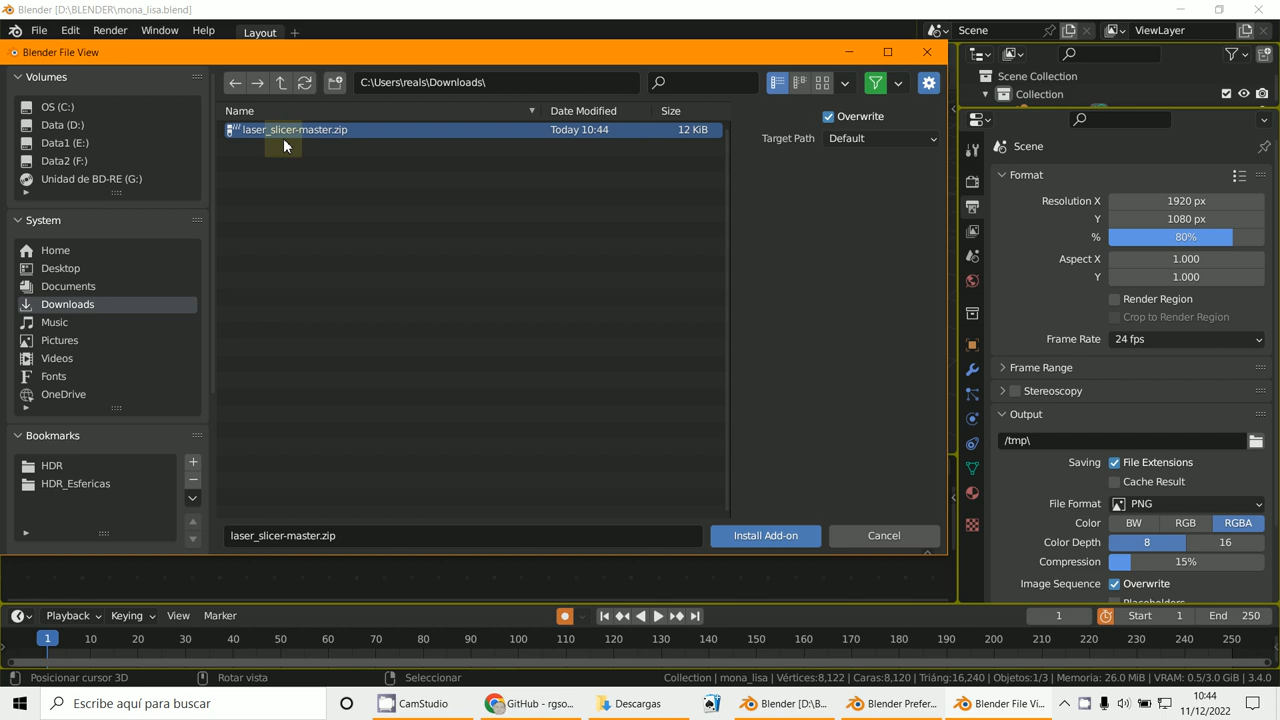 Blender [D:\BLENDER\mona_lisa.blend]
File Edit Render Window Help Layout + Scene ViewLayer
Blender File View
Volumes
OS (C:)
Data (D:)
Data1 (E:)
Data2 (F:)
Unidad de BD-RE (G:)
System
Home
Desktop
Documents
Downloads
Music
Pictures
Videos
Fonts
OneDrive
Bookmarks
HDR
HDR_Esfericas
C:\Users\reals\Downloads\
Name Date Modified Size
laser_slicer-master.zip Today 10:44 12 KiB
Overwrite
Target Path Default
laser_slicer-master.zip Install Add-on Cancel
Scene Collection
Collection
Scene
Format
Resolution X 1920 px
Y 1080 px
% 80%
Aspect X 1.000
Y 1.000
Render Region
Crop to Render Region
Frame Rate 24 fps
Frame Range
Stereoscopy
Output
/tmp\
Saving File Extensions
Cache Result
File Format PNG
Color BW RGB RGBA
Color Depth 8 16
Compression 15%
Image Sequence Overwrite
Placeholders
Playback Keying View Marker 1 Start 1 End 250
1 10 20 30 40 50 60 70 80 90 100 110 120 130 140 150 160 170 180 190 200 210 220 230 240 250
Posicionar cursor 3D Rotar vista Seleccionar Collection | mona_lisa | Vértices:8,122 | Caras:8,120 | Triáng:16,240 | Objetos:1/3 | Memoria: 26.0 MiB | VRAM: 0.5/3.0 GiB | 3.4.0
Escribe aquí para buscar CamStudio GitHub - rgso... Descargas Blender [D:\B... Blender Prefer... Blender File Vi... 10:44
11/12/2022